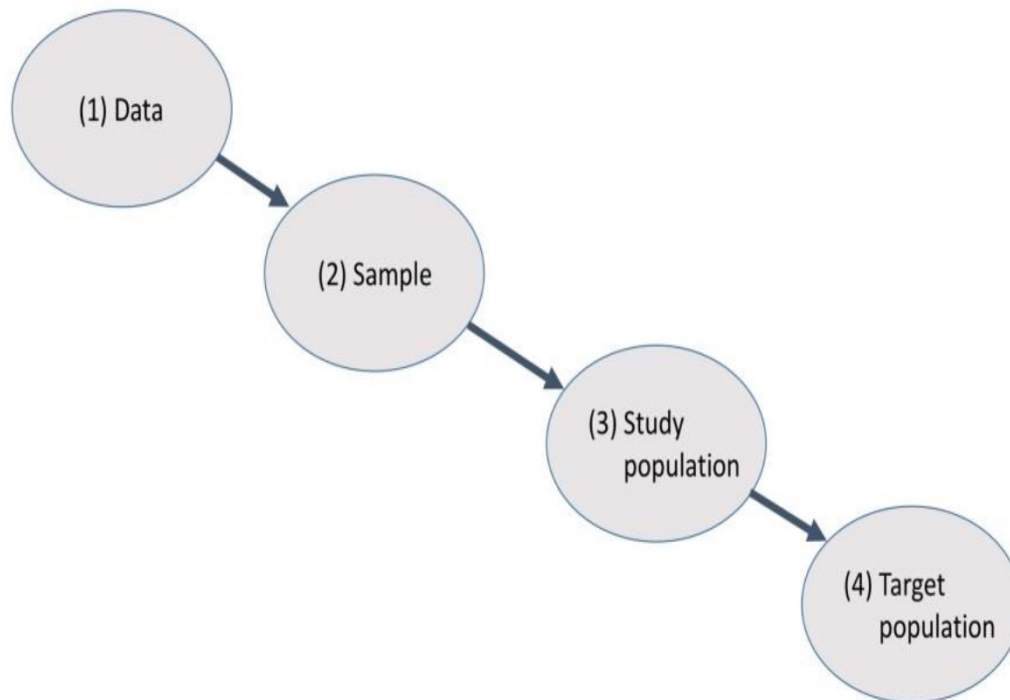 (1) Data
(2) Sample
(3) Study
population
(4) Target
population